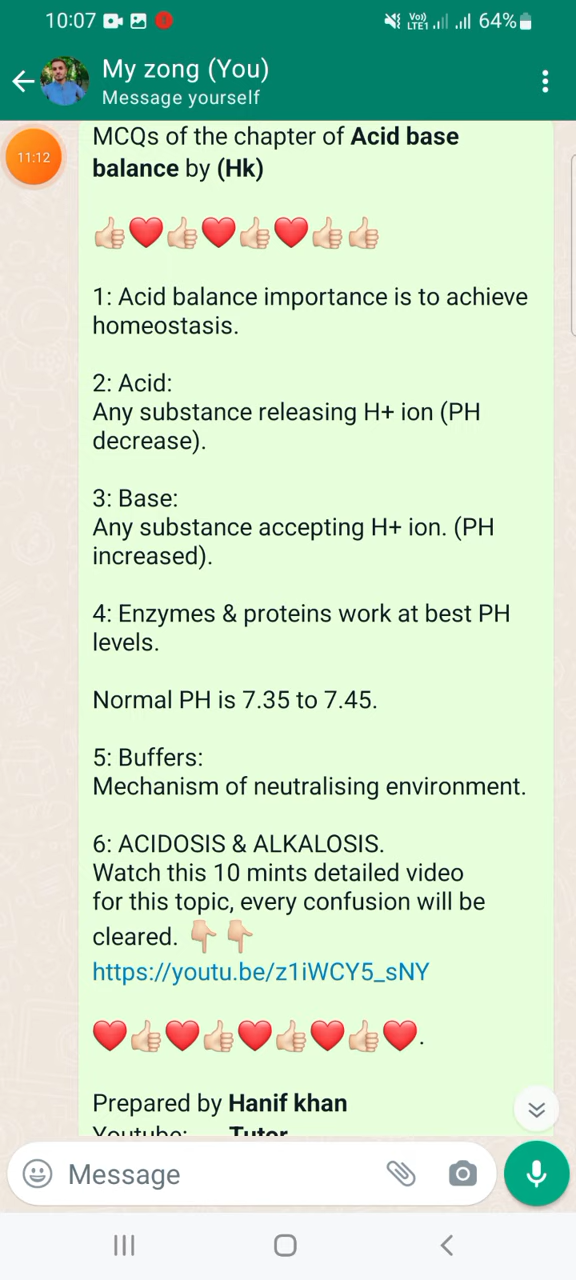 10:07
Vo)) LTE1 64%
My zong (You)
Message yourself
11:12
MCQs of the chapter of Acid base
balance by (Hk)
👍🏻❤️👍🏻❤️👍🏻❤️👍🏻👍🏻
1: Acid balance importance is to achieve
homeostasis.
2: Acid:
Any substance releasing H+ ion (PH
decrease).
3: Base:
Any substance accepting H+ ion. (PH
increased).
4: Enzymes & proteins work at best PH
levels.
Normal PH is 7.35 to 7.45.
5: Buffers:
Mechanism of neutralising environment.
6: ACIDOSIS & ALKALOSIS.
Watch this 10 mints detailed video
for this topic, every confusion will be
cleared. 👇🏻👇🏻
https://youtu.be/z1iWCY5_sNY
❤️👍🏻❤️👍🏻❤️👍🏻❤️👍🏻❤️.
Prepared by Hanif khan
Youtube: Tutor
Message